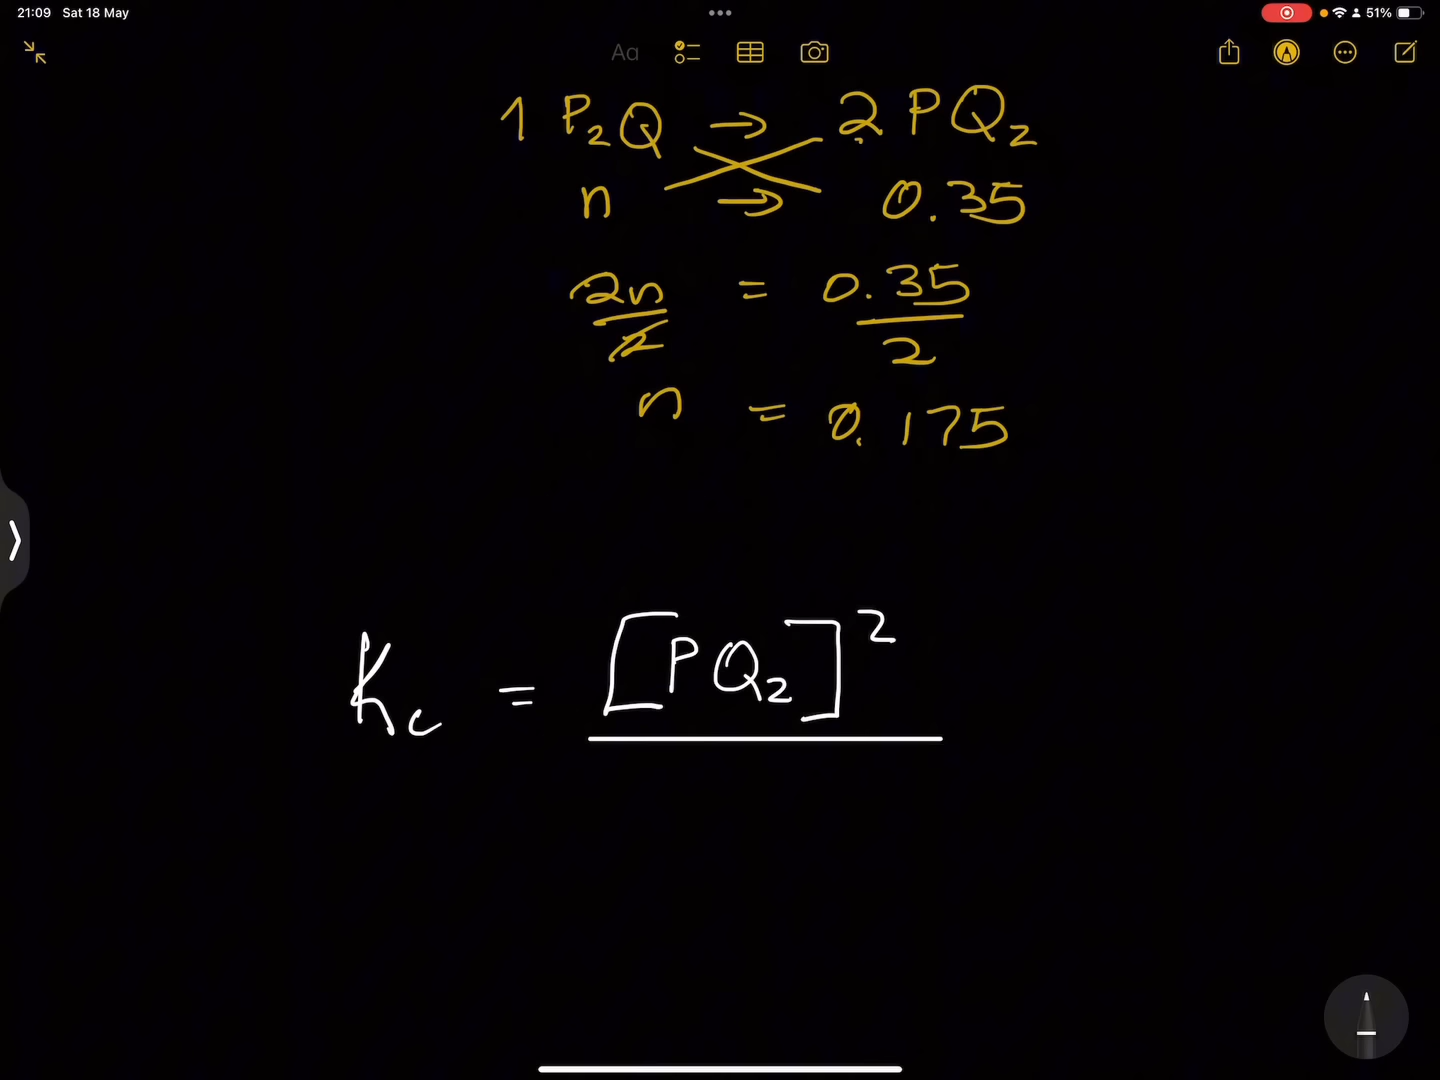 21:09 Sat 18 May 51%
Aa
1 P₂Q → 2 PQ₂
n → 0.35
2n/2 = 0.35/2
n = 0.175
Kc = [PQ₂]²